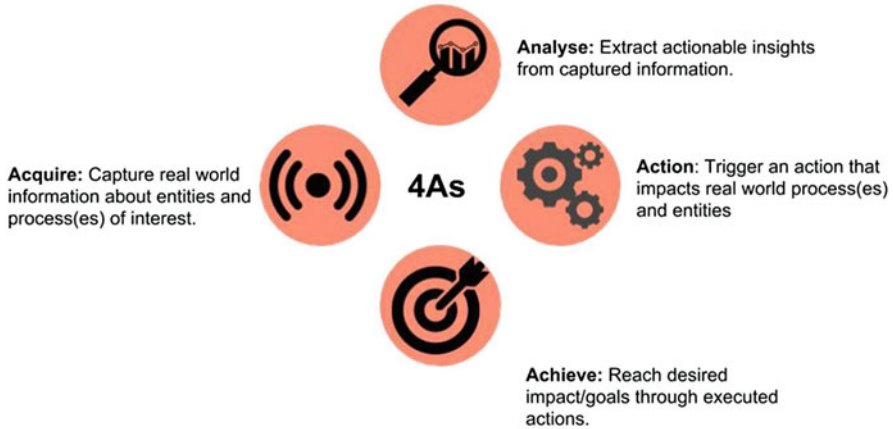 Analyse: Extract actionable insights
from captured information.
Acquire: Capture real world
information about entities and
process(es) of interest.
4As
Action: Trigger an action that
impacts real world process(es)
and entities
Achieve: Reach desired
impact/goals through executed
actions.